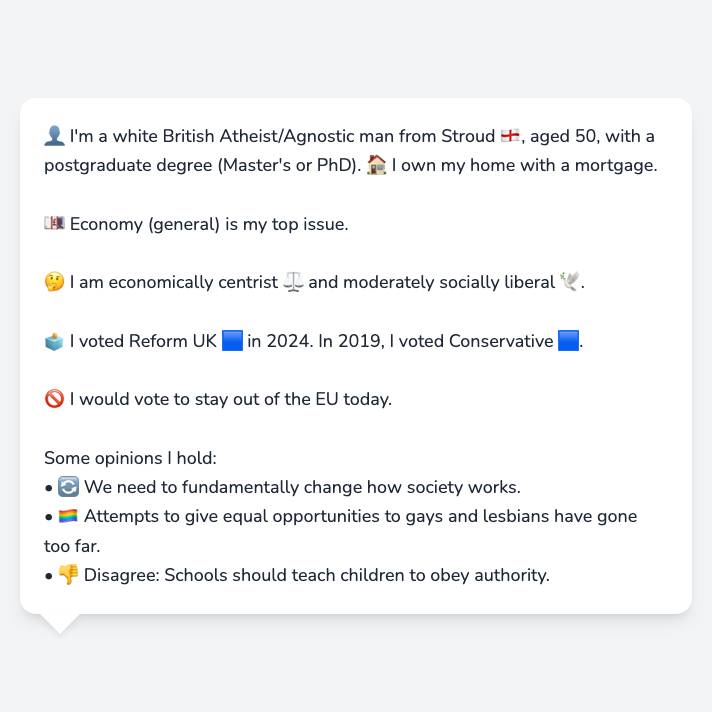 👤 I'm a white British Atheist/Agnostic man from Stroud 🏴󠁧󠁢󠁥󠁮󠁧󠁿, aged 50, with a
postgraduate degree (Master's or PhD). 🏠 I own my home with a mortgage.
💷 Economy (general) is my top issue.
🤔 I am economically centrist ⚖️ and moderately socially liberal 🕊️.
🗳️ I voted Reform UK 🟦 in 2024. In 2019, I voted Conservative 🟦.
🚫 I would vote to stay out of the EU today.
Some opinions I hold:
• 🔄 We need to fundamentally change how society works.
• 🏳️‍🌈 Attempts to give equal opportunities to gays and lesbians have gone
too far.
• 👎 Disagree: Schools should teach children to obey authority.